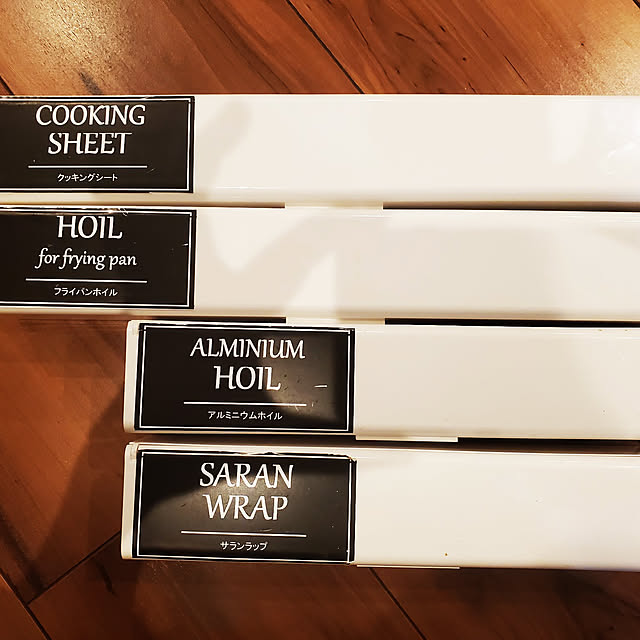 COOKING
SHEET
クッキングシート
HOIL
for frying pan
フライパンホイル
ALMINIUM
HOIL
アルミニウムホイル
SARAN
WRAP
サランラップ